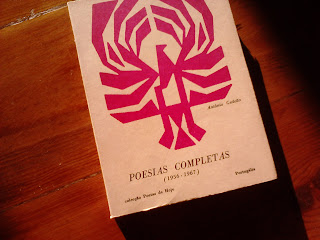 António Gedeão
POESIAS COMPLETAS
(1956-1967)
Portugália
colecção Poetas de Hoje